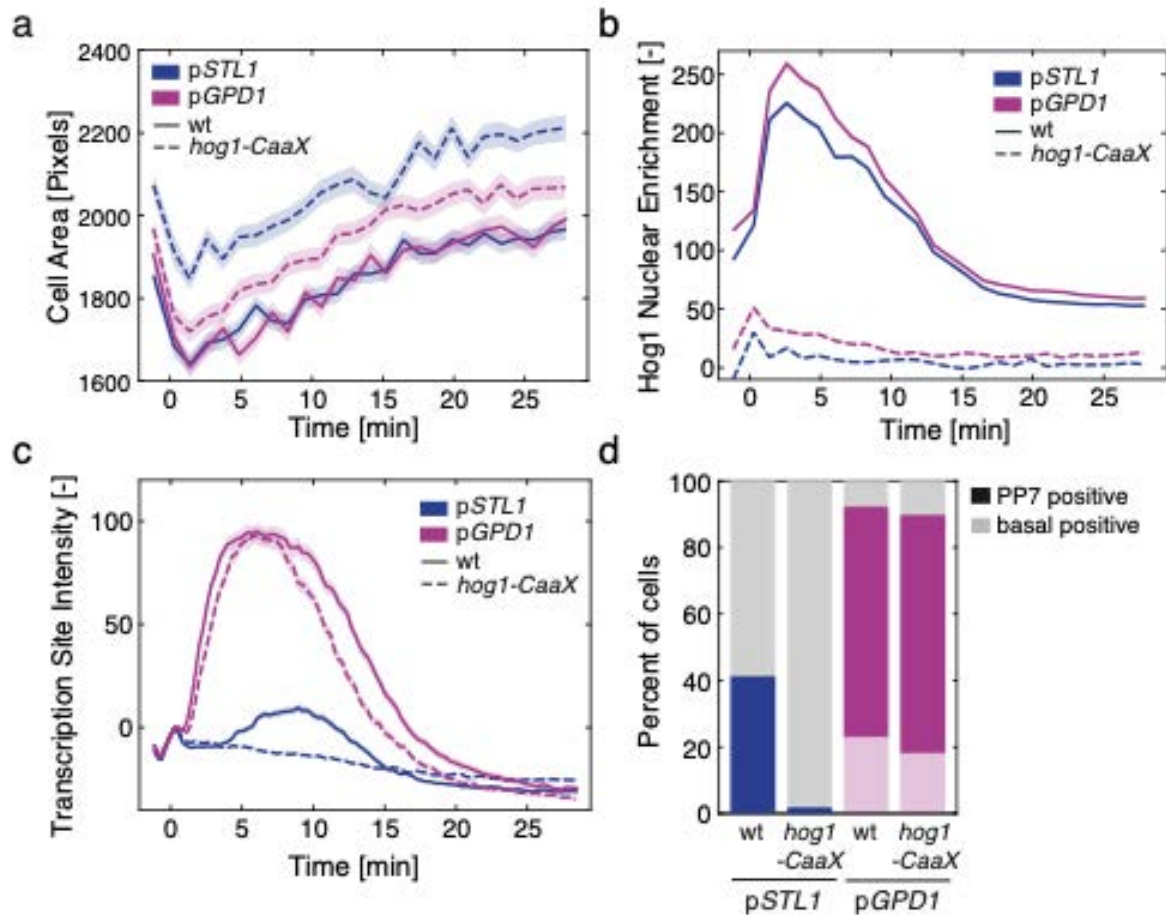 a
Cell Area [Pixels]
2400
2200
2000
1800
1600
pSTL1
pGPD1
wt
hog1-CaaX
0 5 10 15 20 25
Time [min]
b
Hog1 Nuclear Enrichment [-]
250
200
150
100
50
0
pSTL1
pGPD1
wt
hog1-CaaX
0 5 10 15 20 25
Time [min]
c
Transcription Site Intensity [-]
100
50
0
pSTL1
pGPD1
wt
hog1-CaaX
0 5 10 15 20 25
Time [min]
d
Percent of cells
100
80
60
40
20
0
PP7 positive
basal positive
wt hog1 wt hog1
-CaaX -CaaX
pSTL1 pGPD1